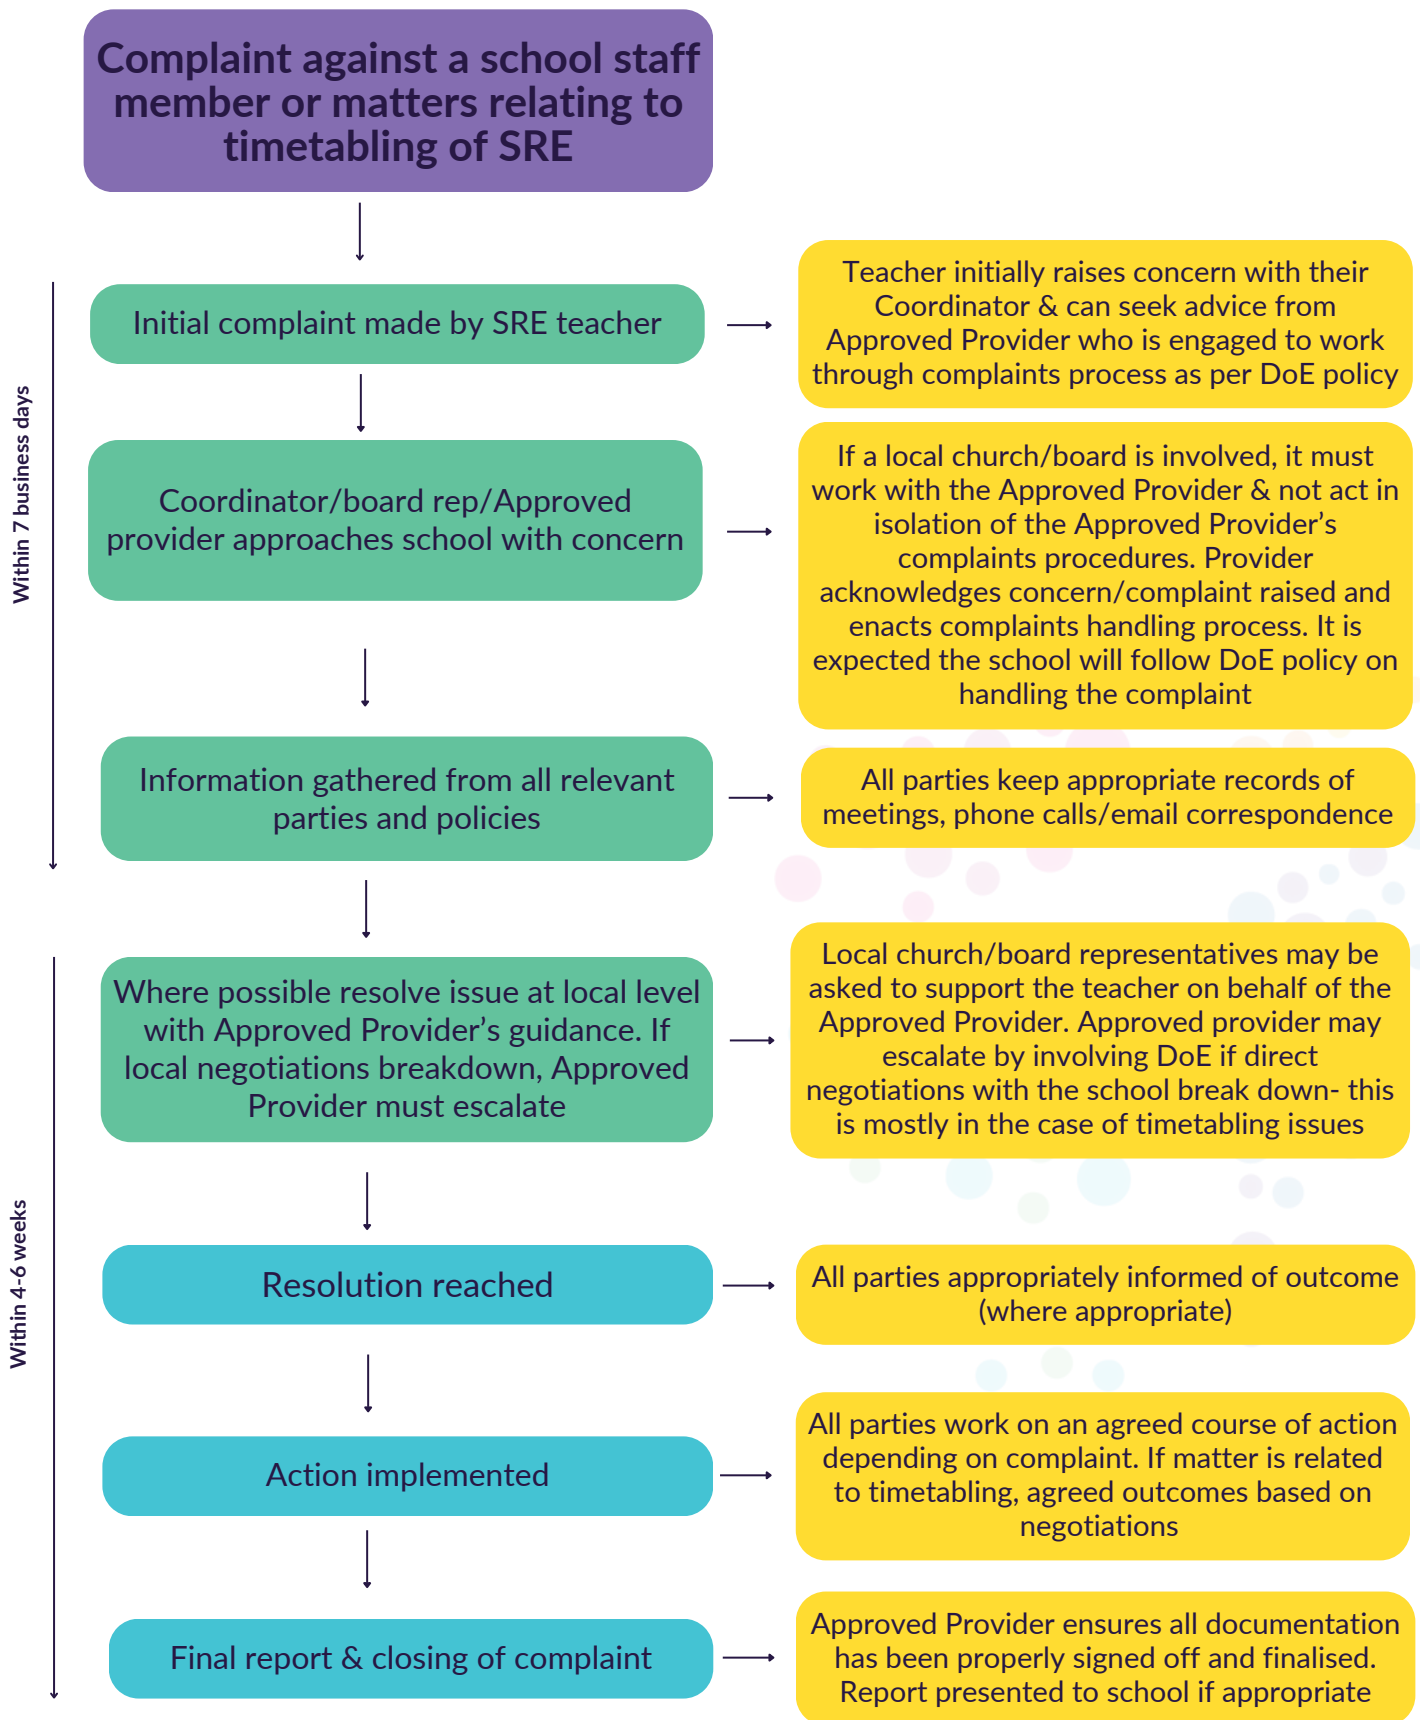 Complaint against a school staff
member or matters relating to
timetabling of SRE
Within 7 business days
Initial complaint made by SRE teacher
Teacher initially raises concern with their
Coordinator & can seek advice from
Approved Provider who is engaged to work
through complaints process as per DoE policy
Coordinator/board rep/Approved
provider approaches school with concern
If a local church/board is involved, it must
work with the Approved Provider & not act in
isolation of the Approved Provider’s
complaints procedures. Provider
acknowledges concern/complaint raised and
enacts complaints handling process. It is
expected the school will follow DoE policy on
handling the complaint
Information gathered from all relevant
parties and policies
All parties keep appropriate records of
meetings, phone calls/email correspondence
Within 4-6 weeks
Where possible resolve issue at local level
with Approved Provider’s guidance. If
local negotiations breakdown, Approved
Provider must escalate
Local church/board representatives may be
asked to support the teacher on behalf of the
Approved Provider. Approved provider may
escalate by involving DoE if direct
negotiations with the school break down- this
is mostly in the case of timetabling issues
Resolution reached
All parties appropriately informed of outcome
(where appropriate)
Action implemented
All parties work on an agreed course of action
depending on complaint. If matter is related
to timetabling, agreed outcomes based on
negotiations
Final report & closing of complaint
Approved Provider ensures all documentation
has been properly signed off and finalised.
Report presented to school if appropriate